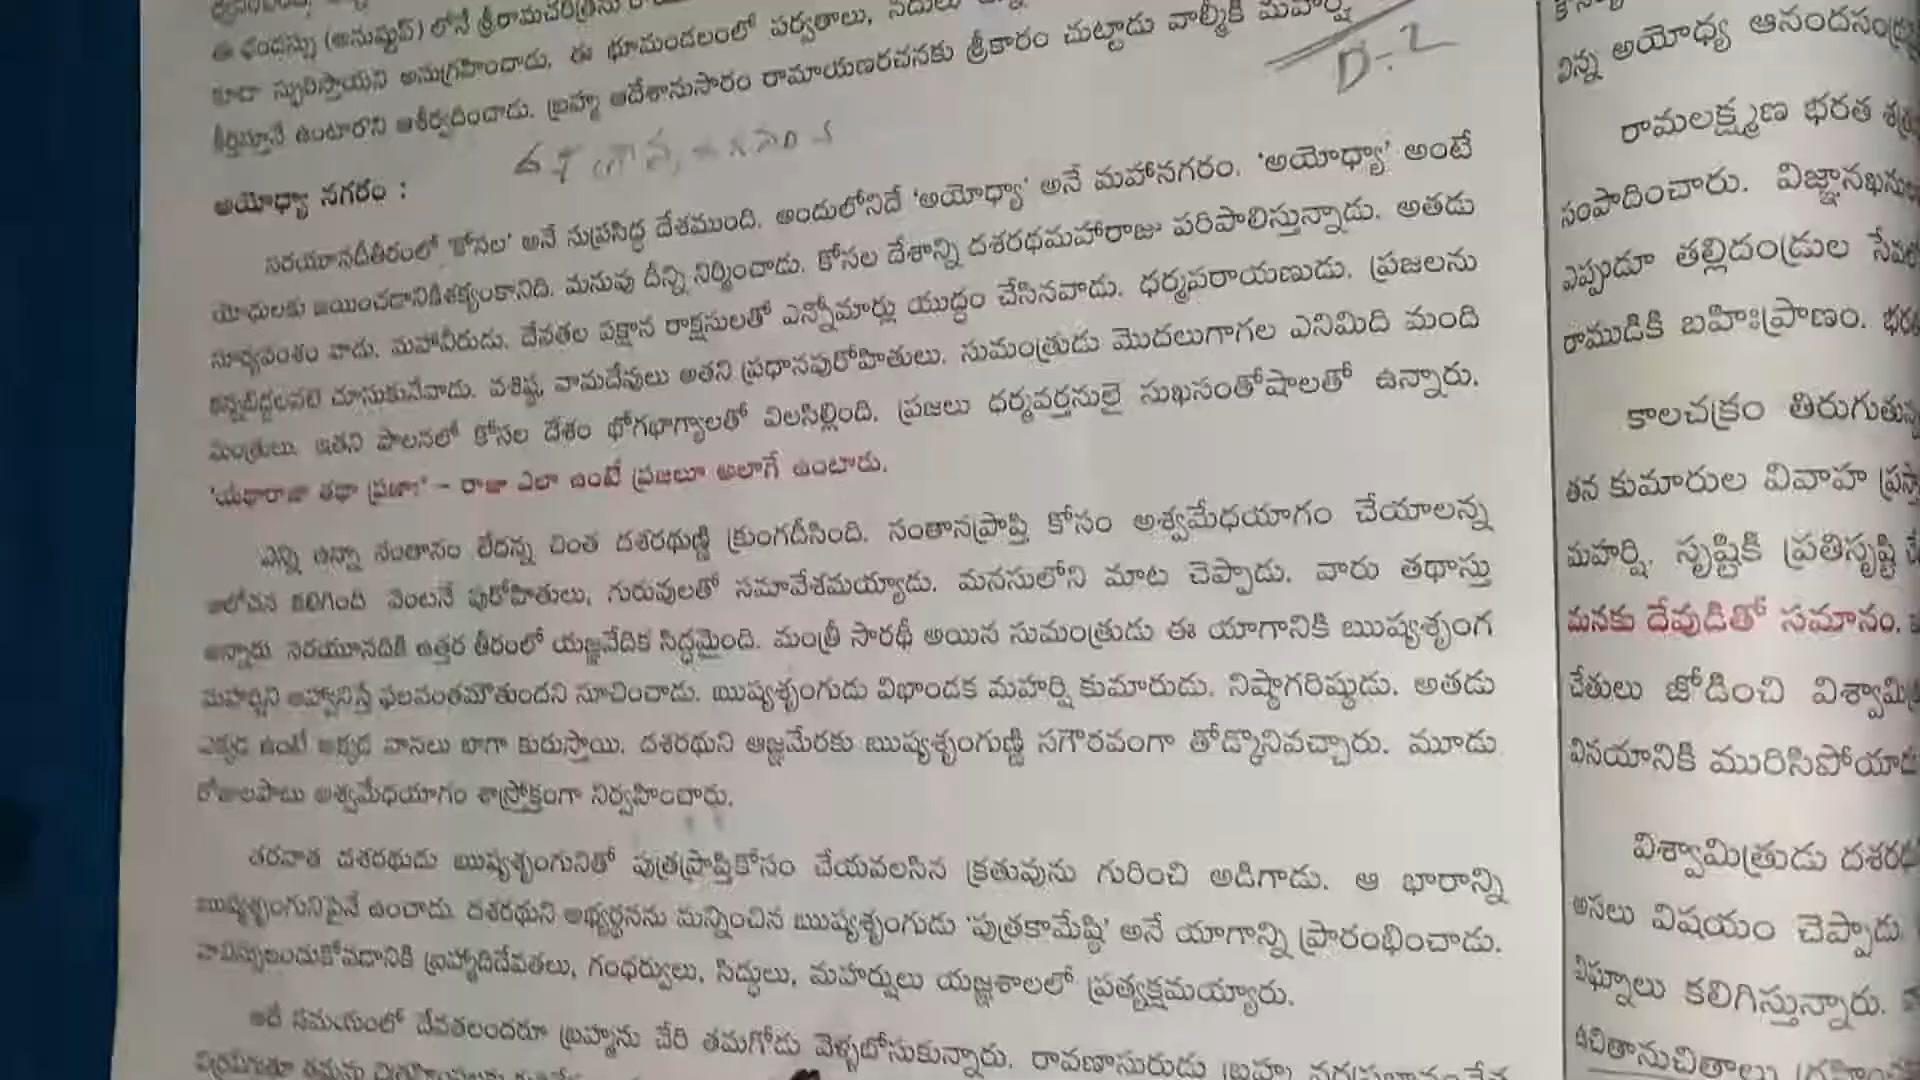 ఈ ఛందస్సు (అనుష్టుప్) లోనే శ్రీరామచరిత్రను
కూడా స్ఫురిస్తాయని అనుగ్రహించాడు. ఈ భూమండలంలో పర్వతాలు, నదులు
కీర్తిస్తూనే ఉంటారని ఆశీర్వదించాడు. బ్రహ్మ ఆదేశానుసారం రామాయణరచనకు శ్రీకారం చుట్టాడు వాల్మీకి మహర్షి
D-2
అయోధ్యా నగరం :
సరయూనదీతీరంలో 'కోసల' అనే సుప్రసిద్ధ దేశముంది. అందులోనిదే 'అయోధ్యా' అనే మహానగరం. 'అయోధ్యా' అంటే
యోధులకు జయించడానికిశక్యంకానిది. మనువు దీన్ని నిర్మించాడు. కోసల దేశాన్ని దశరథమహారాజు పరిపాలిస్తున్నాడు. అతడు
సూర్యవంశం వాడు. మహావీరుడు. దేవతల పక్షాన రాక్షసులతో ఎన్నోమార్లు యుద్ధం చేసినవాడు. ధర్మపరాయణుడు. ప్రజలను
కన్నబిడ్డలవలె చూసుకునేవాడు. వశిష్ఠ, వామదేవులు అతని ప్రధానపురోహితులు. సుమంత్రుడు మొదలుగాగల ఎనిమిది మంది
మంత్రులు. ఇతని పాలనలో కోసల దేశం భోగభాగ్యాలతో విలసిల్లింది. ప్రజలు ధర్మవర్తనులై సుఖసంతోషాలతో ఉన్నారు.
'యథారాజా తథా ప్రజాః' – రాజు ఎలా ఉంటే ప్రజలూ అలాగే ఉంటారు.
ఎన్ని ఉన్నా సంతానం లేదన్న చింత దశరథుణ్ణి క్రుంగదీసింది. సంతానప్రాప్తి కోసం అశ్వమేధయాగం చేయాలన్న
ఆలోచన కలిగింది వెంటనే పురోహితులు, గురువులతో సమావేశమయ్యాడు. మనసులోని మాట చెప్పాడు. వారు తథాస్తు
అన్నారు. సరయూనదికి ఉత్తర తీరంలో యజ్ఞవేదిక సిద్ధమైంది. మంత్రీ సారథీ అయిన సుమంత్రుడు ఈ యాగానికి ఋష్యశృంగ
మహర్షిని ఆహ్వానిస్తే ఫలవంతమౌతుందని సూచించాడు. ఋష్యశృంగుడు విభాండక మహర్షి కుమారుడు. నిష్ఠాగరిష్ఠుడు. అతడు
ఎక్కడ ఉంటే అక్కడ వానలు బాగా కురుస్తాయి. దశరథుని ఆజ్ఞమేరకు ఋష్యశృంగుణ్ణి సగౌరవంగా తోడ్కొనివచ్చారు. మూడు
రోజులపాటు అశ్వమేధయాగం శాస్త్రోక్తంగా నిర్వహించారు.
తరవాత దశరథుడు ఋష్యశృంగునితో పుత్రప్రాప్తికోసం చేయవలసిన క్రతువును గురించి అడిగాడు. ఆ భారాన్ని
ఋష్యశృంగునిపైనే ఉంచాడు. దశరథుని అభ్యర్థనను మన్నించిన ఋష్యశృంగుడు 'పుత్రకామేష్ఠి' అనే యాగాన్ని ప్రారంభించాడు.
హవిస్సులందుకోవడానికి బ్రహ్మాదిదేవతలు, గంధర్వులు, సిద్ధులు, మహర్షులు యజ్ఞశాలలో ప్రత్యక్షమయ్యారు.
అదే సమయంలో దేవతలందరూ బ్రహ్మను చేరి తమగోడు వెళ్ళబోసుకున్నారు. రావణాసురుడు బ్రహ్మ
విన్న అయోధ్య
రామలక్ష్మణ భరత
సంపాదించారు.
ఎప్పుడూ తల్లిదండ్రుల
రాముడికి బహిఃప్రాణం.
కాలచక్రం
తన కుమారుల వివాహ
మహర్షి. సృష్టికి ప్రతిసృష్టి
మనకు దేవుడితో సమానం.
చేతులు జోడించి
వినయానికి
విశ్వామిత్రుడు
అసలు విషయం చెప్పాడు
విఘ్నాలు కలిగిస్తున్నారు.
ఉచితానుచితాలు